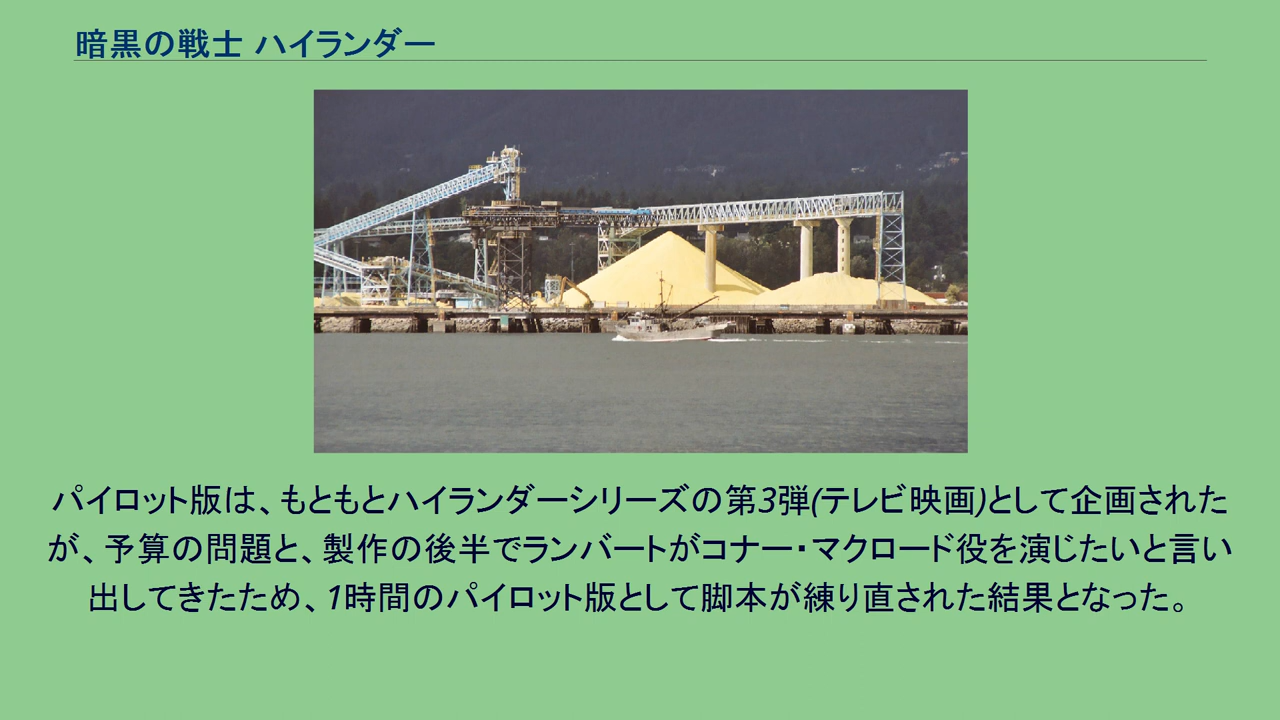 暗黒の戦士 ハイランダー
パイロット版は、もともとハイランダーシリーズの第3弾(テレビ映画)として企画された
が、予算の問題と、製作の後半でランバートがコナー・マクロード役を演じたいと言い
出してきたため、1時間のパイロット版として脚本が練り直された結果となった。